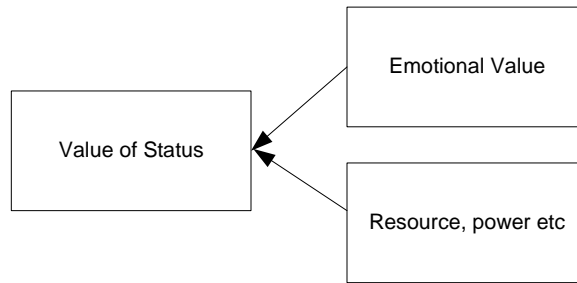 Emotional Value
Value of Status
Resource, power etc